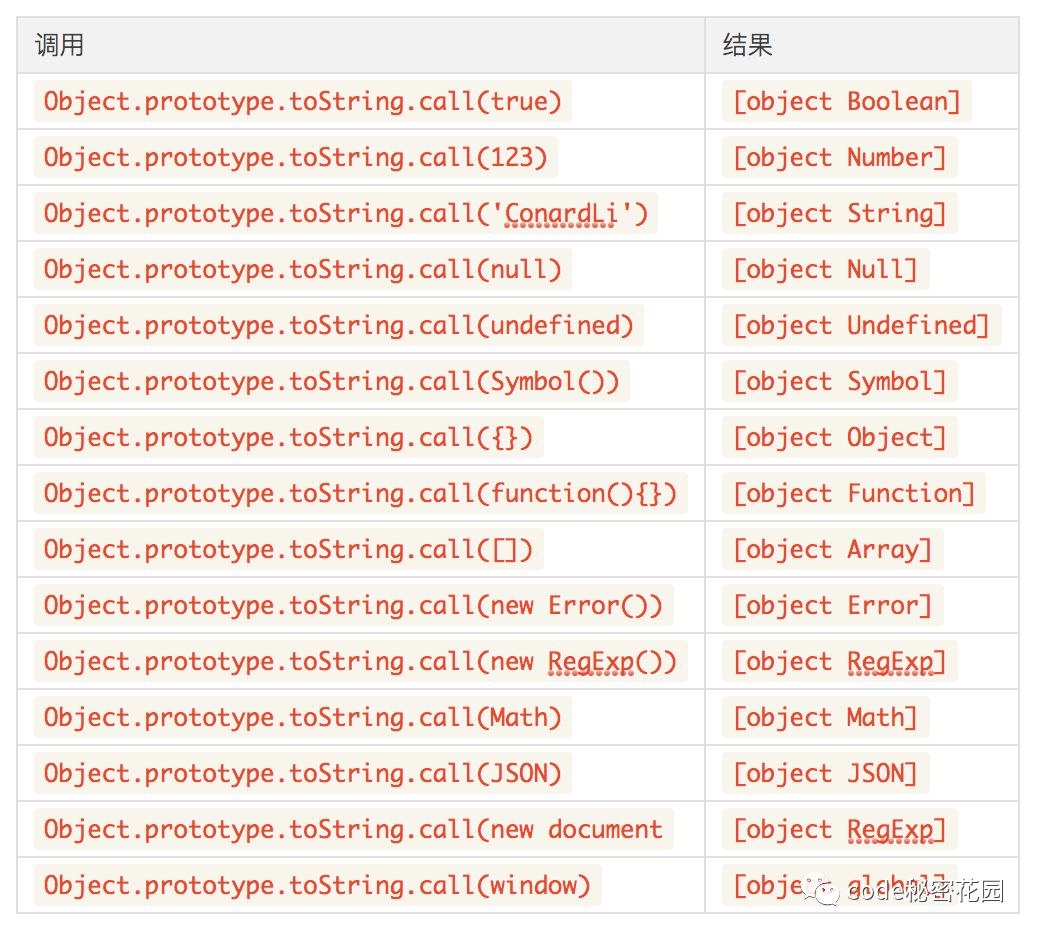 调用 结果
Object.prototype.toString.call(true) [object Boolean]
Object.prototype.toString.call(123) [object Number]
Object.prototype.toString.call('ConardLi') [object String]
Object.prototype.toString.call(null) [object Null]
Object.prototype.toString.call(undefined) [object Undefined]
Object.prototype.toString.call(Symbol()) [object Symbol]
Object.prototype.toString.call({}) [object Object]
Object.prototype.toString.call(function(){}) [object Function]
Object.prototype.toString.call([]) [object Array]
Object.prototype.toString.call(new Error()) [object Error]
Object.prototype.toString.call(new RegExp()) [object RegExp]
Object.prototype.toString.call(Math) [object Math]
Object.prototype.toString.call(JSON) [object JSON]
Object.prototype.toString.call(new document [object RegExp]
Object.prototype.toString.call(window) [object global]
code秘密花园